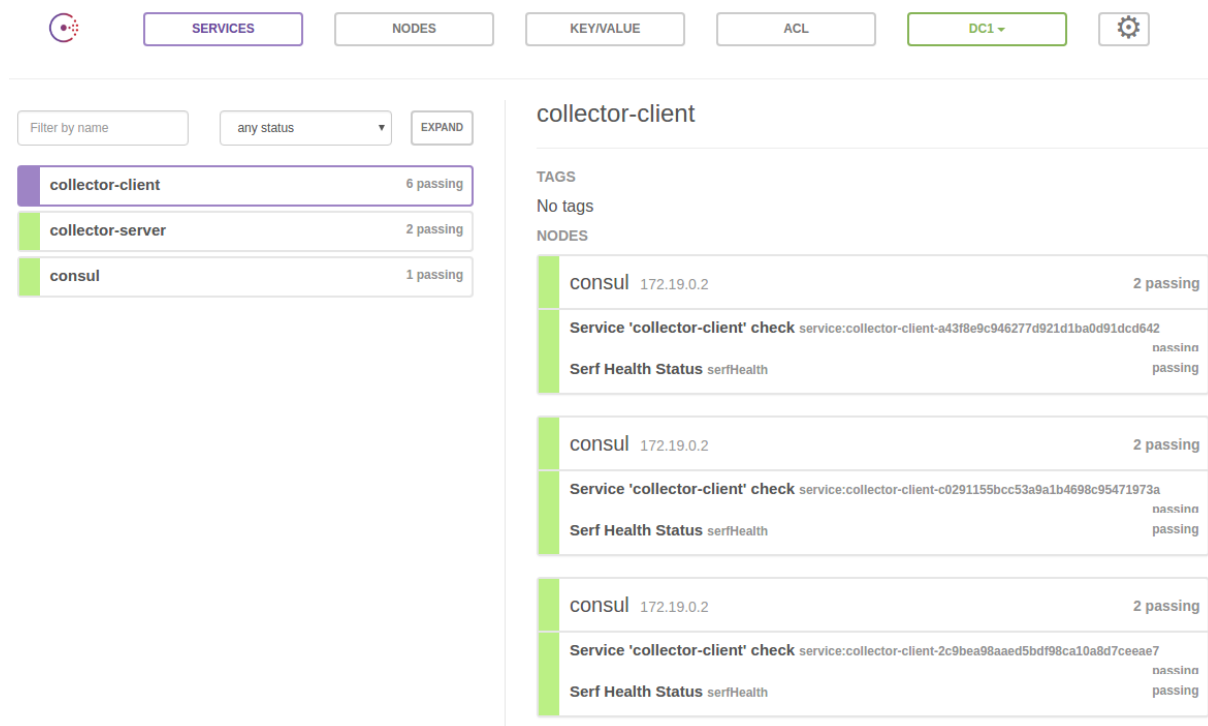 SERVICES NODES KEY/VALUE ACL DC1
Filter by name any status EXPAND
collector-client 6 passing
collector-server 2 passing
consul 1 passing
collector-client
TAGS
No tags
NODES
consul 172.19.0.2 2 passing
Service 'collector-client' check service:collector-client-a43f8e9c946277d921d1ba0d91dcd642
passing
Serf Health Status serfHealth passing
consul 172.19.0.2 2 passing
Service 'collector-client' check service:collector-client-c0291155bcc53a9a1b4698c95471973a
passing
Serf Health Status serfHealth passing
consul 172.19.0.2 2 passing
Service 'collector-client' check service:collector-client-2c9bea98aaed5bdf98ca10a8d7ceeae7
passing
Serf Health Status serfHealth passing